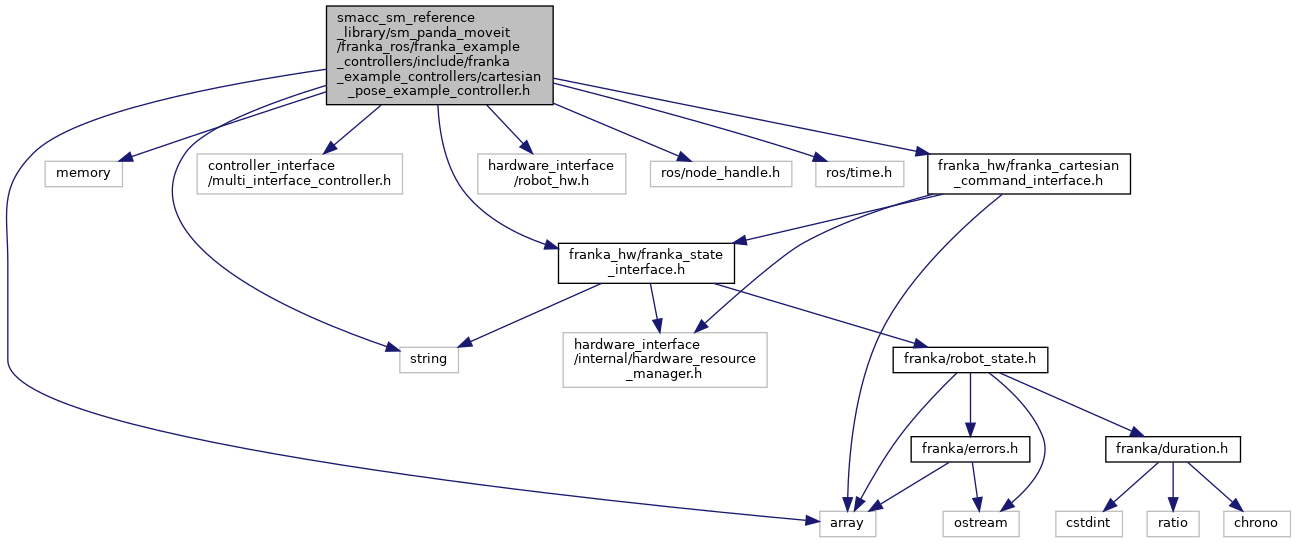 smacc_sm_reference
_library/sm_panda_moveit
/franka_ros/franka_example
_controllers/include/franka
_example_controllers/cartesian
_pose_example_controller.h
memory
controller_interface
/multi_interface_controller.h
hardware_interface
/robot_hw.h
ros/node_handle.h
ros/time.h
franka_hw/franka_cartesian
_command_interface.h
franka_hw/franka_state
_interface.h
string
hardware_interface
/internal/hardware_resource
_manager.h
franka/robot_state.h
franka/errors.h
franka/duration.h
array
ostream
cstdint
ratio
chrono